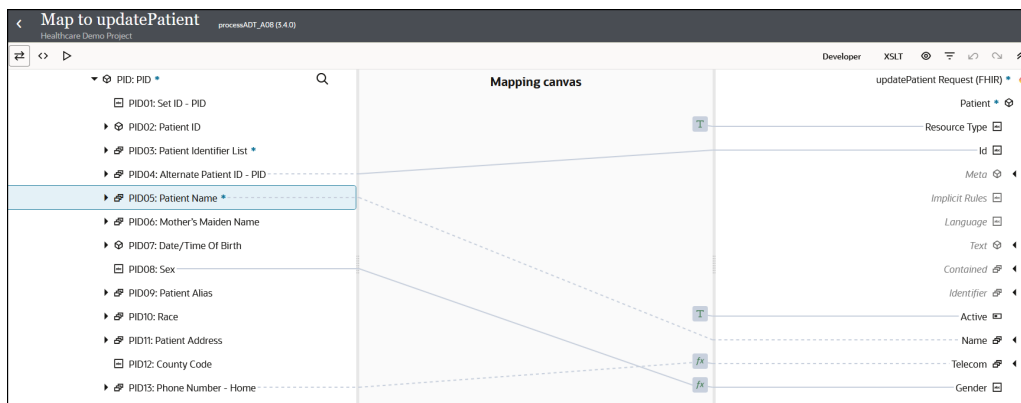 Map to updatePatient processADT_A08 (3.4.0)
Healthcare Demo Project
Developer XSLT
PID: PID *
Mapping canvas
updatePatient Request (FHIR) *
PID01: Set ID - PID
Patient *
PID02: Patient ID
T
Resource Type
PID03: Patient Identifier List *
Id
PID04: Alternate Patient ID - PID
Meta
PID05: Patient Name *
Implicit Rules
PID06: Mother's Maiden Name
Language
PID07: Date/Time Of Birth
Text
PID08: Sex
Contained
PID09: Patient Alias
Identifier
PID10: Race
T
Active
PID11: Patient Address
Name
PID12: County Code
fx
Telecom
PID13: Phone Number - Home
fx
Gender